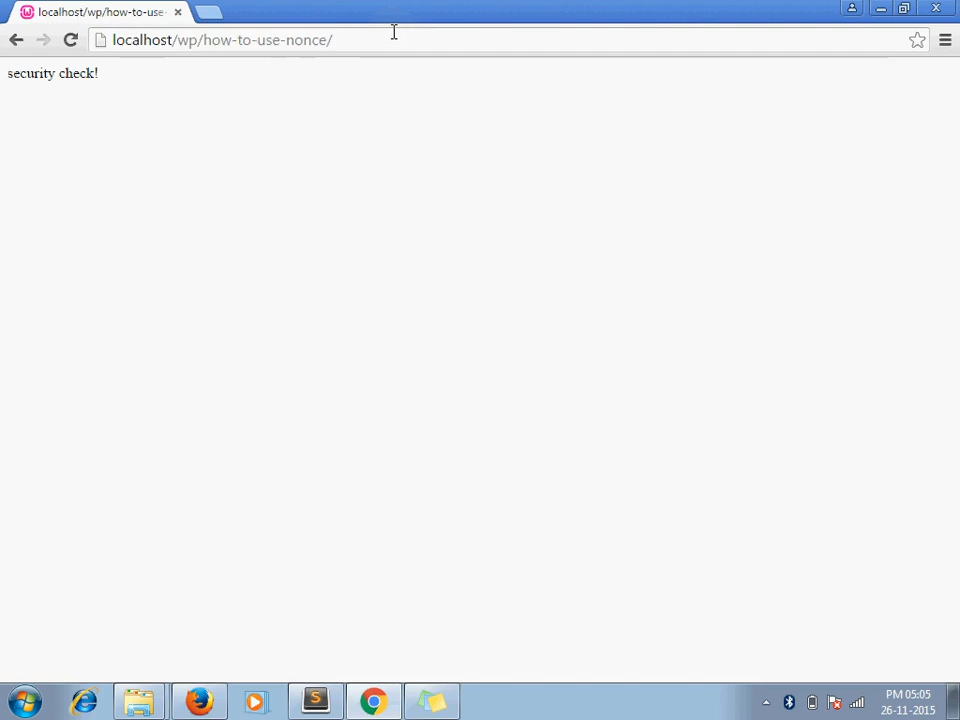 localhost/wp/how-to-use-
localhost/wp/how-to-use-nonce/
security check!
PM 05:05
26-11-2015